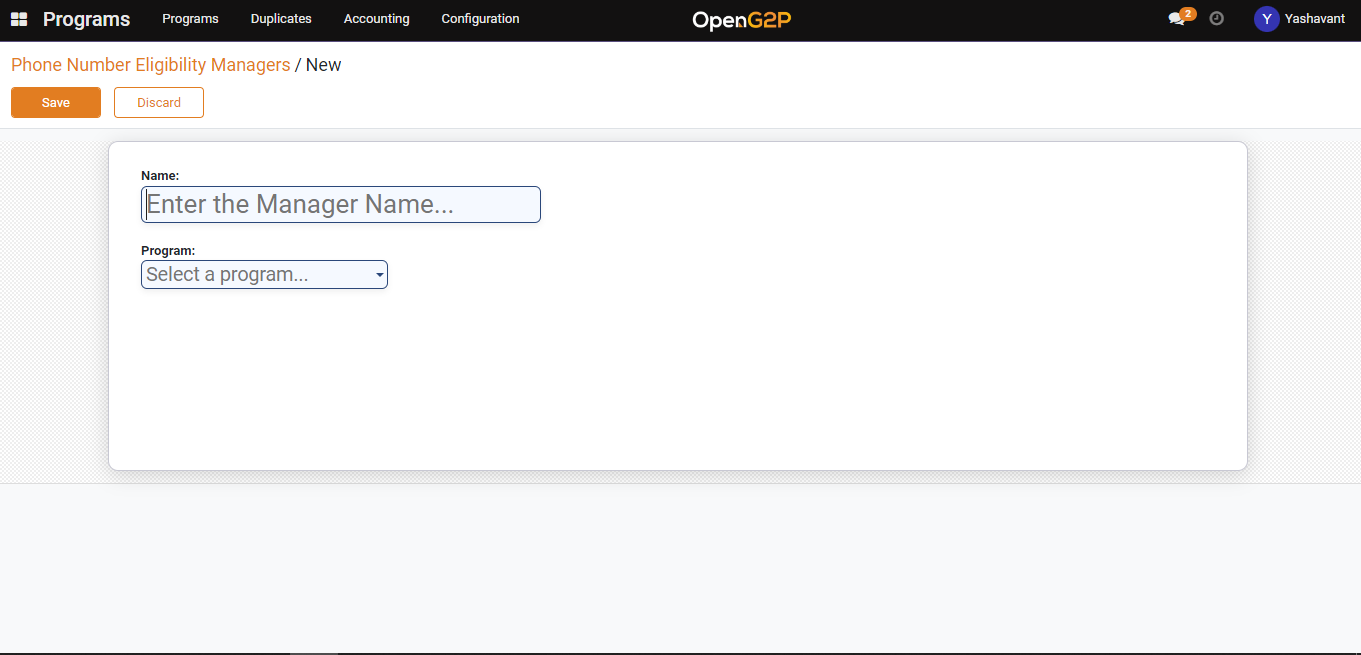 Programs Programs Duplicates Accounting Configuration OpenG2P 2 Y Yashavant
Phone Number Eligibility Managers / New
Save Discard
Name:
Enter the Manager Name...
Program:
Select a program...